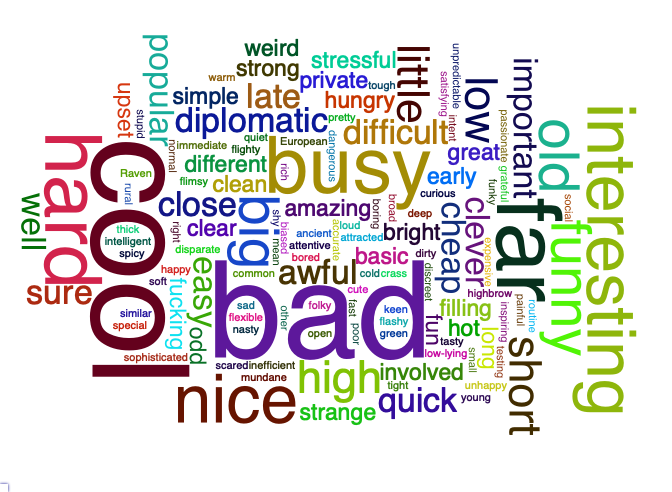 weird
popular
strong
stressful
little
unpredictable
warm
private
tough
satisfying
important
upset
simple
late
hungry
low
stupid
diplomatic
pretty
difficult
intent
passionate
interesting
old
quiet
European
dangerous
normal
immediate
flighty
busy
great
grateful
hard
cool
Raven
different
rich
flimsy
clean
early
funky
rural
well
close
big
shy
amazing
boring
broad
curious
clever
far
social
funny
right
clear
biased
mean
ancient
loud
accurate
deep
bright
cheap
thick
intelligent
spicy
disparate
attentive
attracted
bored
basic
dirty
expensive
happy
easy
common
awful
cold
crass
discreet
soft
fucking
bad
cute
highbrow
sure
sad
flexible
nasty
other
folky
open
fast
poor
keen
flashy
green
filling
inspiring
painful
routine
similar
special
odd
fun
hot
long
tasty
low-lying
small
testing
short
sophisticated
scared
inefficient
mundane
high
involved
tight
unhappy
nice
strange
quick
young